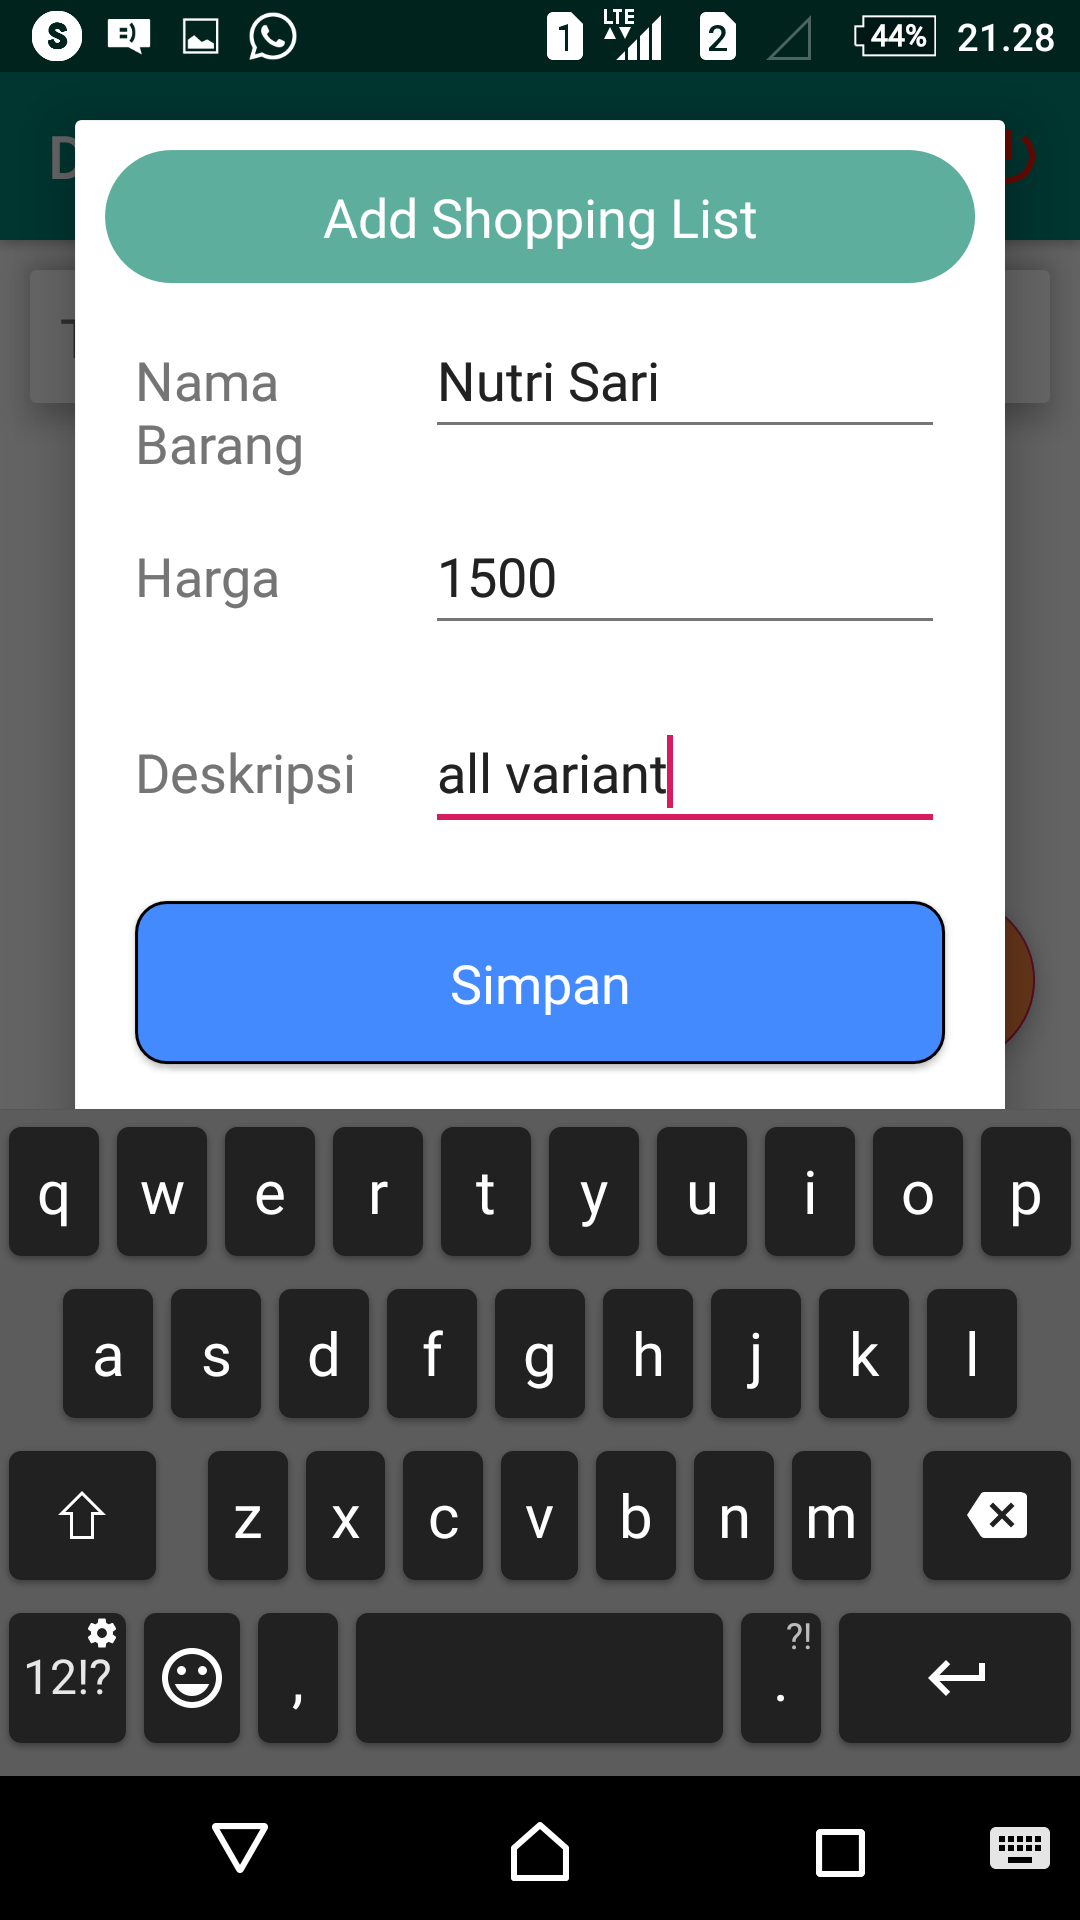 1 LTE 2 44% 21.28
D
Add Shopping List
T
Nama
Barang
Nutri Sari
Harga
1500
Deskripsi
all variant
Simpan
q w e r t y u i o p
a s d f g h j k l
z x c v b n m
12!? , . ?!